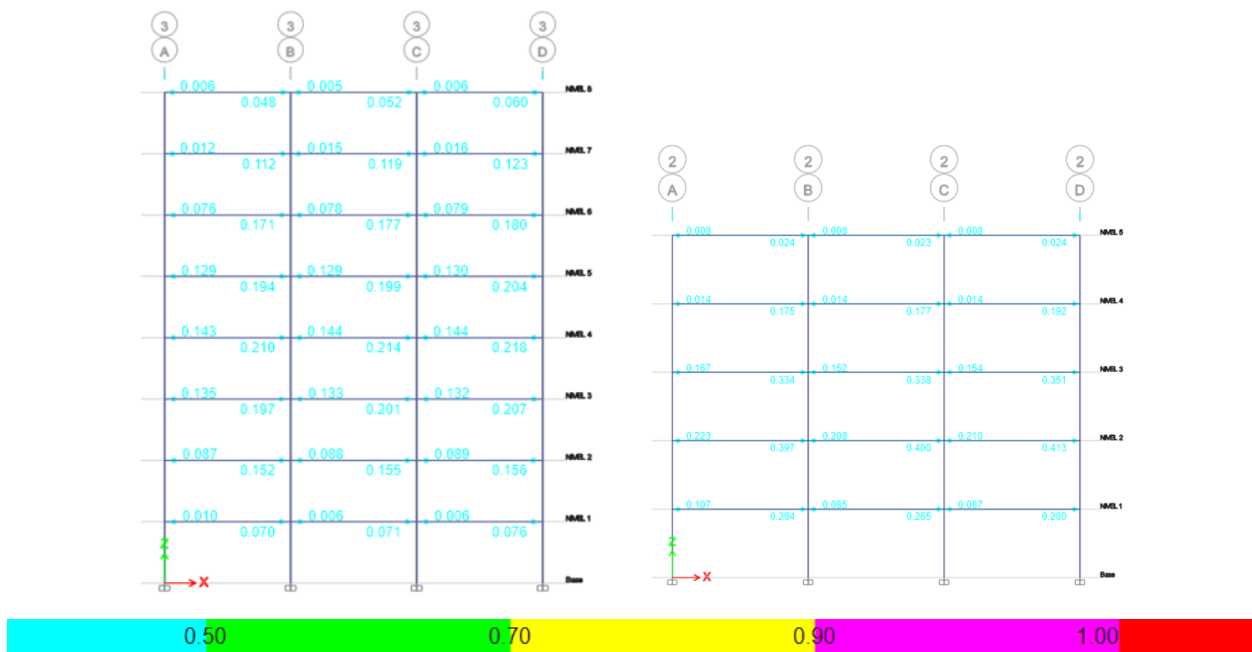 3 3 3 3
A B C D
0.006 0.005 0.006 NIVEL 8
0.048 0.052 0.060
0.012 0.015 0.016 NIVEL 7
0.112 0.119 0.123
0.076 0.078 0.079 NIVEL 6
0.171 0.177 0.180
0.129 0.129 0.130 NIVEL 5
0.194 0.199 0.204
0.143 0.144 0.144 NIVEL 4
0.210 0.214 0.218
0.135 0.133 0.132 NIVEL 3
0.197 0.201 0.207
0.087 0.088 0.089 NIVEL 2
0.152 0.155 0.156
0.010 0.006 0.006 NIVEL 1
0.070 0.071 0.076
Z
X Base
2 2 2 2
A B C D
0.008 0.008 0.008 NIVEL 5
0.024 0.023 0.024
0.014 0.014 0.014 NIVEL 4
0.175 0.177 0.192
0.167 0.152 0.154 NIVEL 3
0.334 0.338 0.351
0.223 0.208 0.210 NIVEL 2
0.397 0.400 0.413
0.107 0.085 0.087 NIVEL 1
0.264 0.265 0.280
Z
X Base
0.50 0.70 0.90 1.00